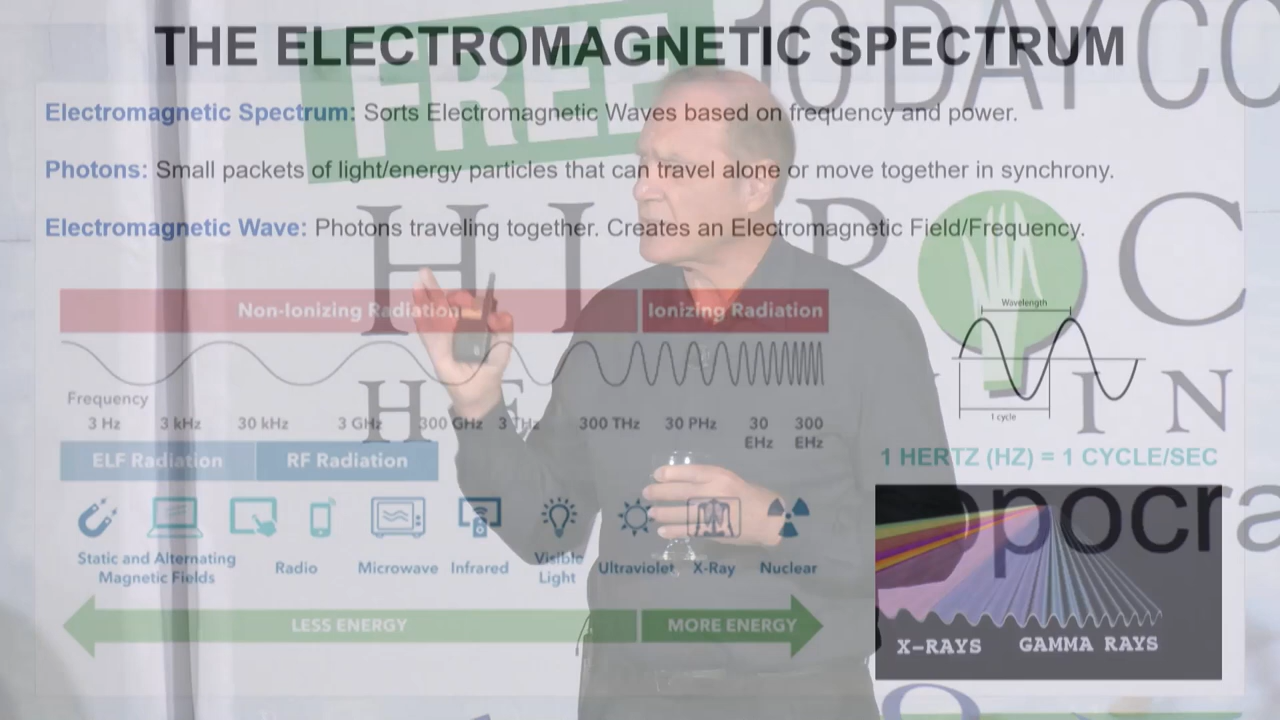 THE ELECTROMAGNETIC SPECTRUM
FREE 10 DAY CO
Electromagnetic Spectrum: Sorts Electromagnetic Waves based on frequency and power.
Photons: Small packets of light/energy particles that can travel alone or move together in synchrony.
Electromagnetic Wave: Photons traveling together. Creates an Electromagnetic Field/Frequency.
H I P
C
Non-Ionizing Radiation
Ionizing Radiation
Wavelength
1 cycle
Frequency
3 Hz 3 kHz 30 kHz 3 GHz 300 GHz 3 THz 300 THz 30 PHz 30 EHz 300 EHz
H E
I N
ELF Radiation RF Radiation
1 HERTZ (HZ) = 1 CYCLE/SEC
ppocra
Static and Alternating
Magnetic Fields
Radio
Microwave
Infrared
Visible
Light
Ultraviolet
X-Ray
Nuclear
LESS ENERGY
MORE ENERGY
X-RAYS GAMMA RAYS